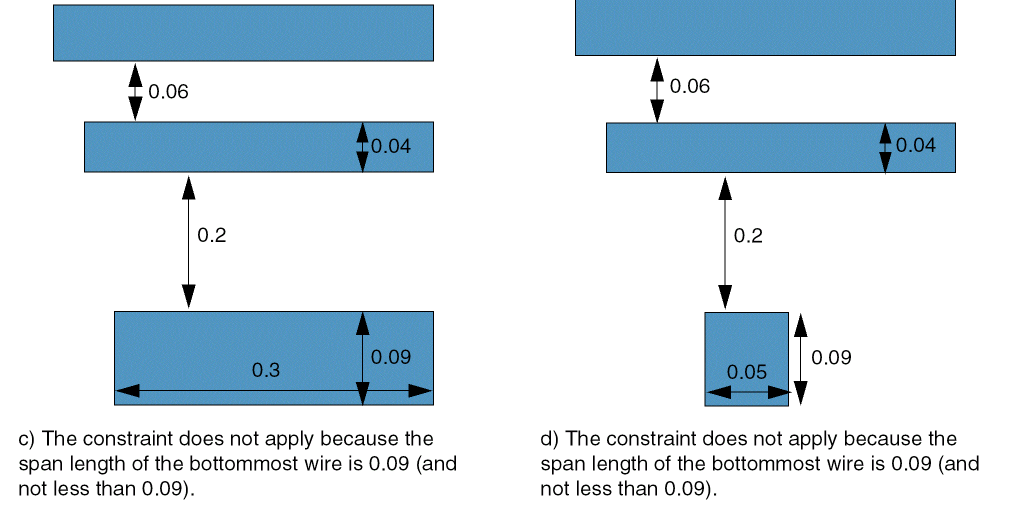 0.06
0.04
0.2
0.3
0.09
c) The constraint does not apply because the
span length of the bottommost wire is 0.09 (and
not less than 0.09).
0.06
0.04
0.2
0.05
0.09
d) The constraint does not apply because the
span length of the bottommost wire is 0.09 (and
not less than 0.09).